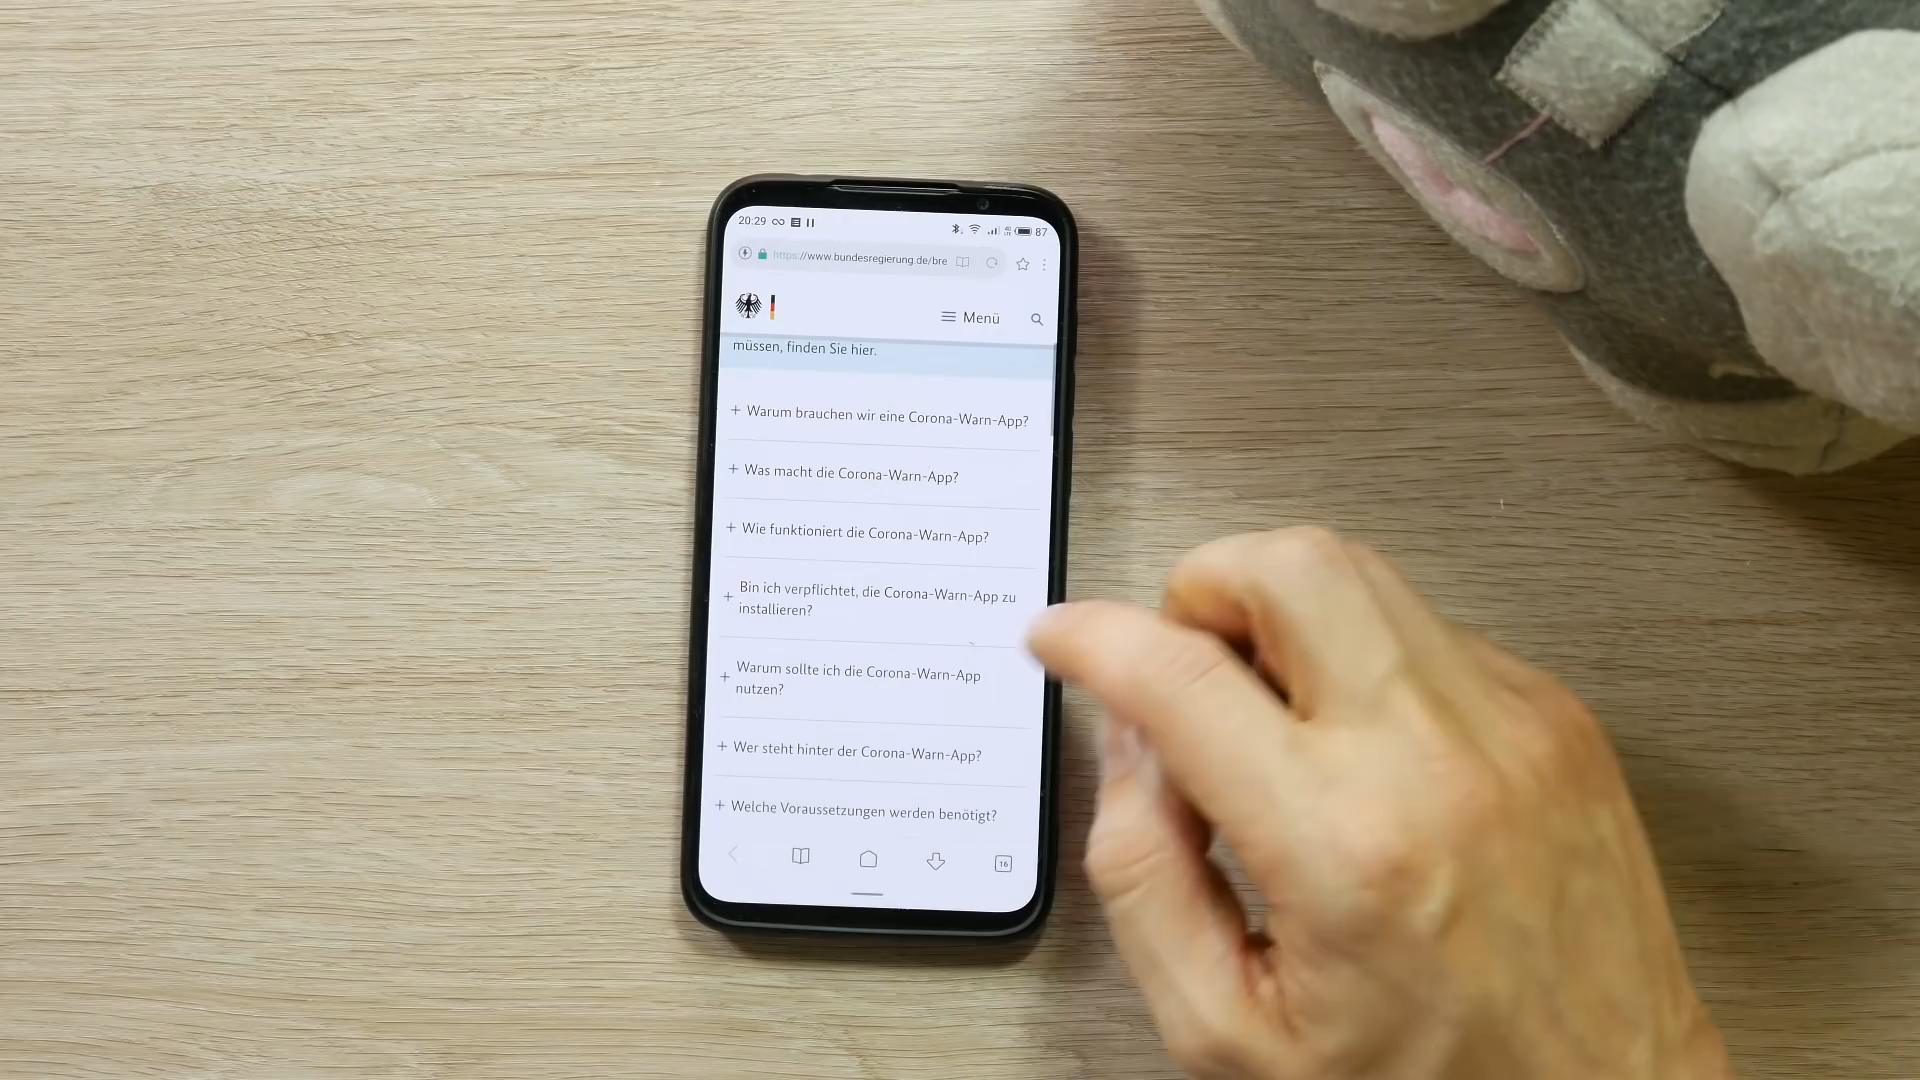 20:29
87
https://www.bundesregierung.de/bre
Menü
müssen, finden Sie hier.
+ Warum brauchen wir eine Corona-Warn-App?
+ Was macht die Corona-Warn-App?
+ Wie funktioniert die Corona-Warn-App?
+ Bin ich verpflichtet, die Corona-Warn-App zu
installieren?
+ Warum sollte ich die Corona-Warn-App
nutzen?
+ Wer steht hinter der Corona-Warn-App?
+ Welche Voraussetzungen werden benötigt?
16